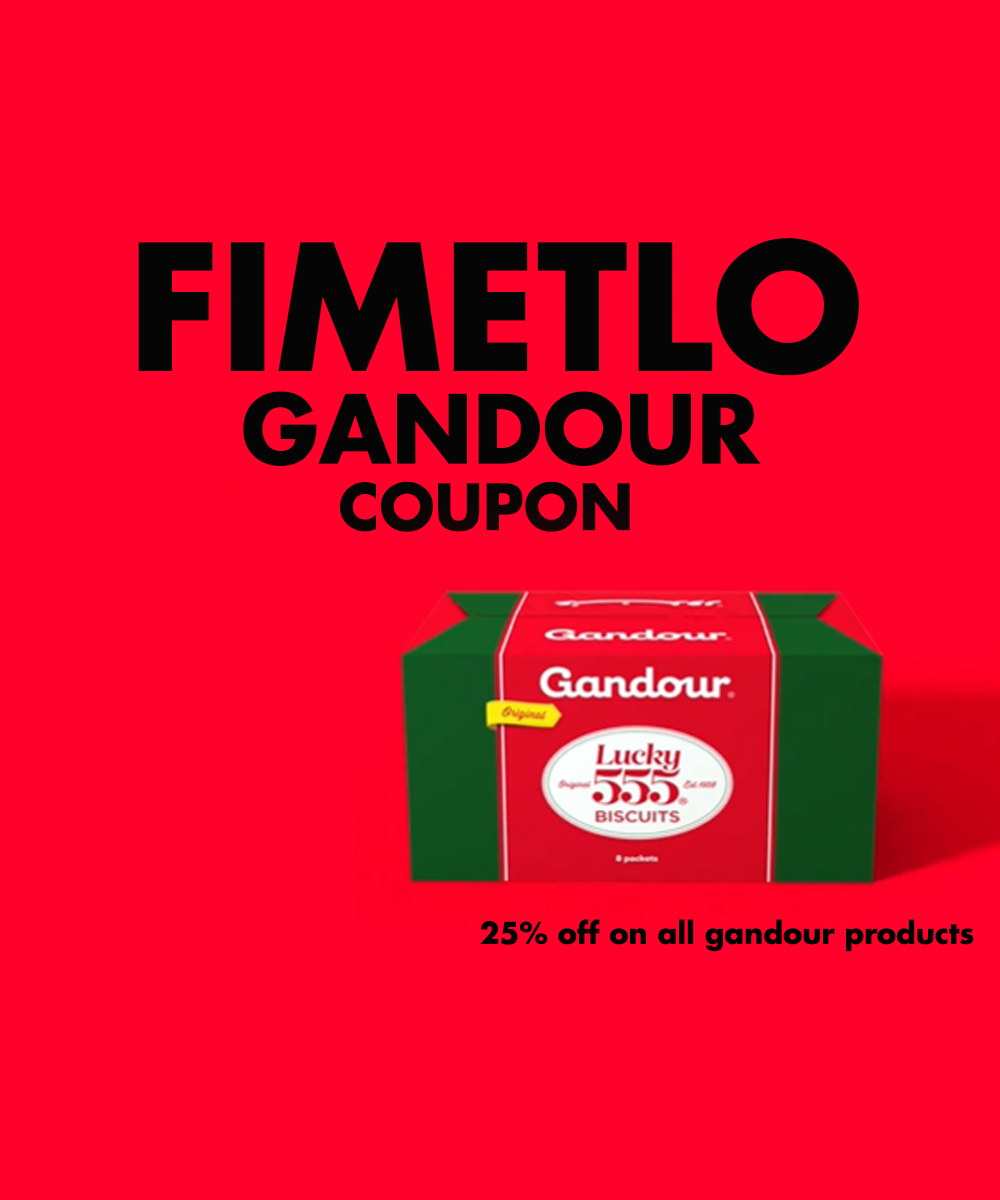 FIMETLO
GANDOUR
COUPON
Gandour
Gandour
Original
Lucky
Original 555 Est. 1958
BISCUITS
8 packets
25% off on all gandour products